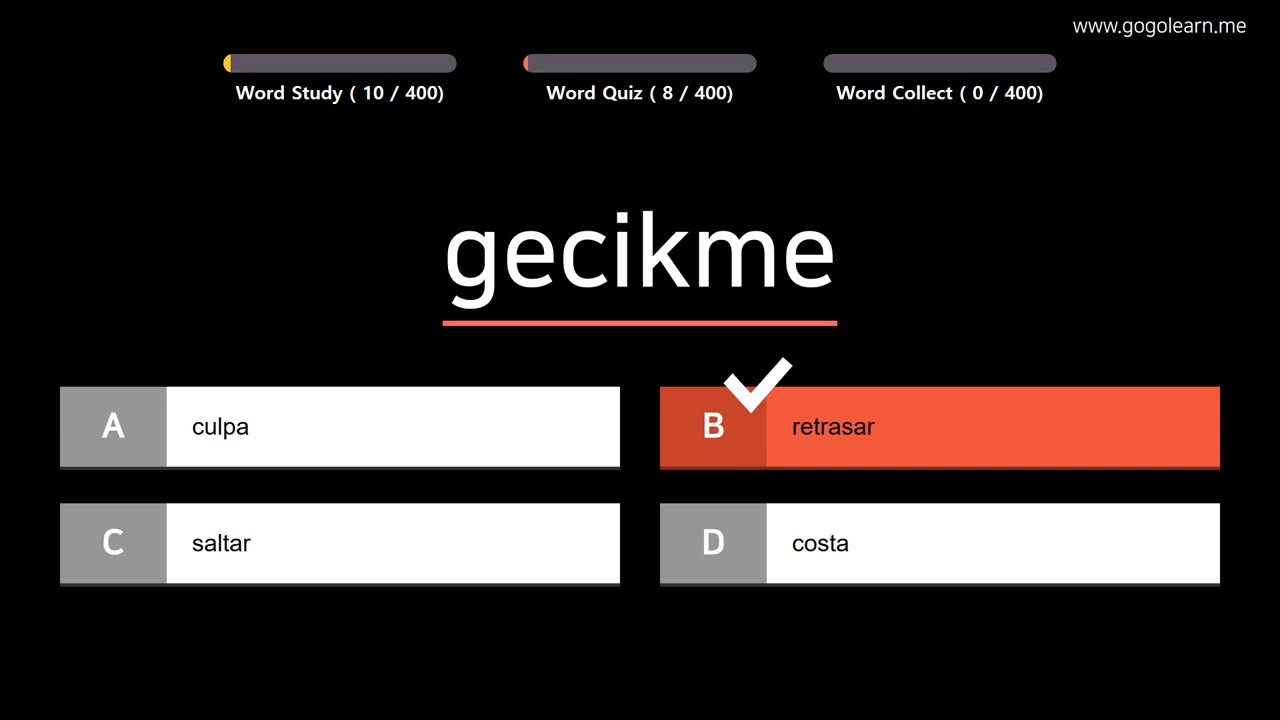 www.gogolearn.me
Word Study ( 10 / 400)
Word Quiz ( 8 / 400)
Word Collect ( 0 / 400)
gecikme
A culpa
B retrasar
C saltar
D costa